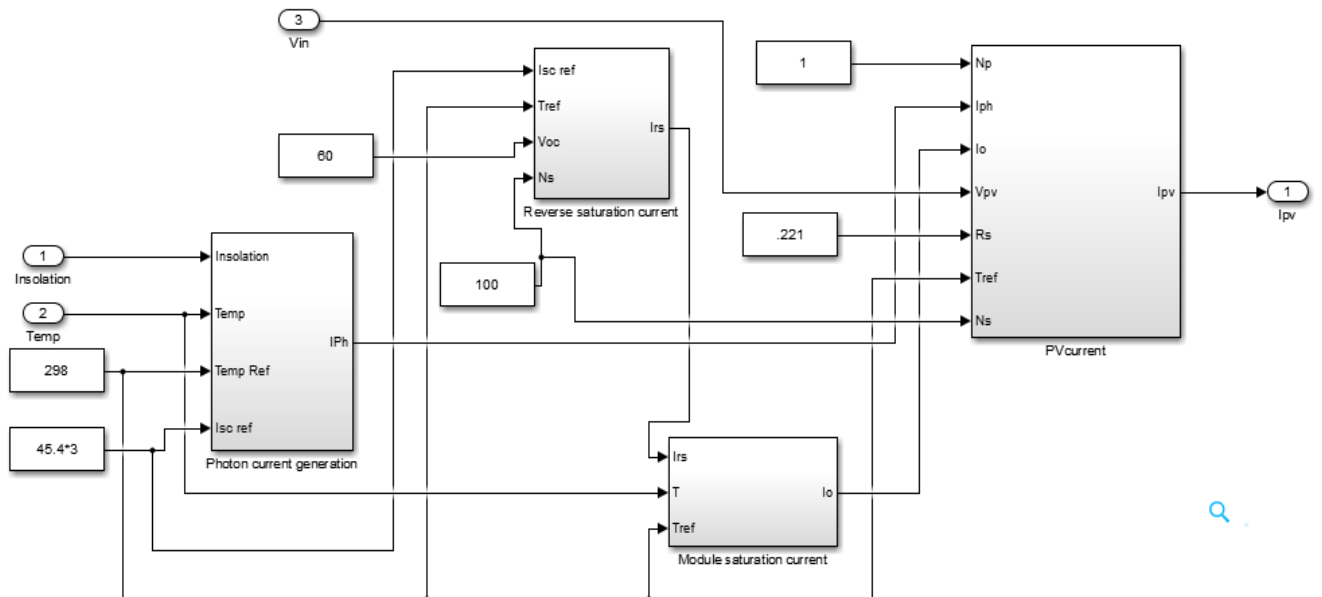 3
Vin
Isc ref
Tref
Voc
Ns
Irs
Reverse saturation current
60
100
1
Np
Iph
Io
Vpv
Rs
Tref
Ns
Ipv
PVcurrent
.221
1
Ipv
1
Insolation
2
Temp
298
45.4*3
Insolation
Temp
Temp Ref
Isc ref
IPh
Photon current generation
Irs
T
Tref
Io
Module saturation current